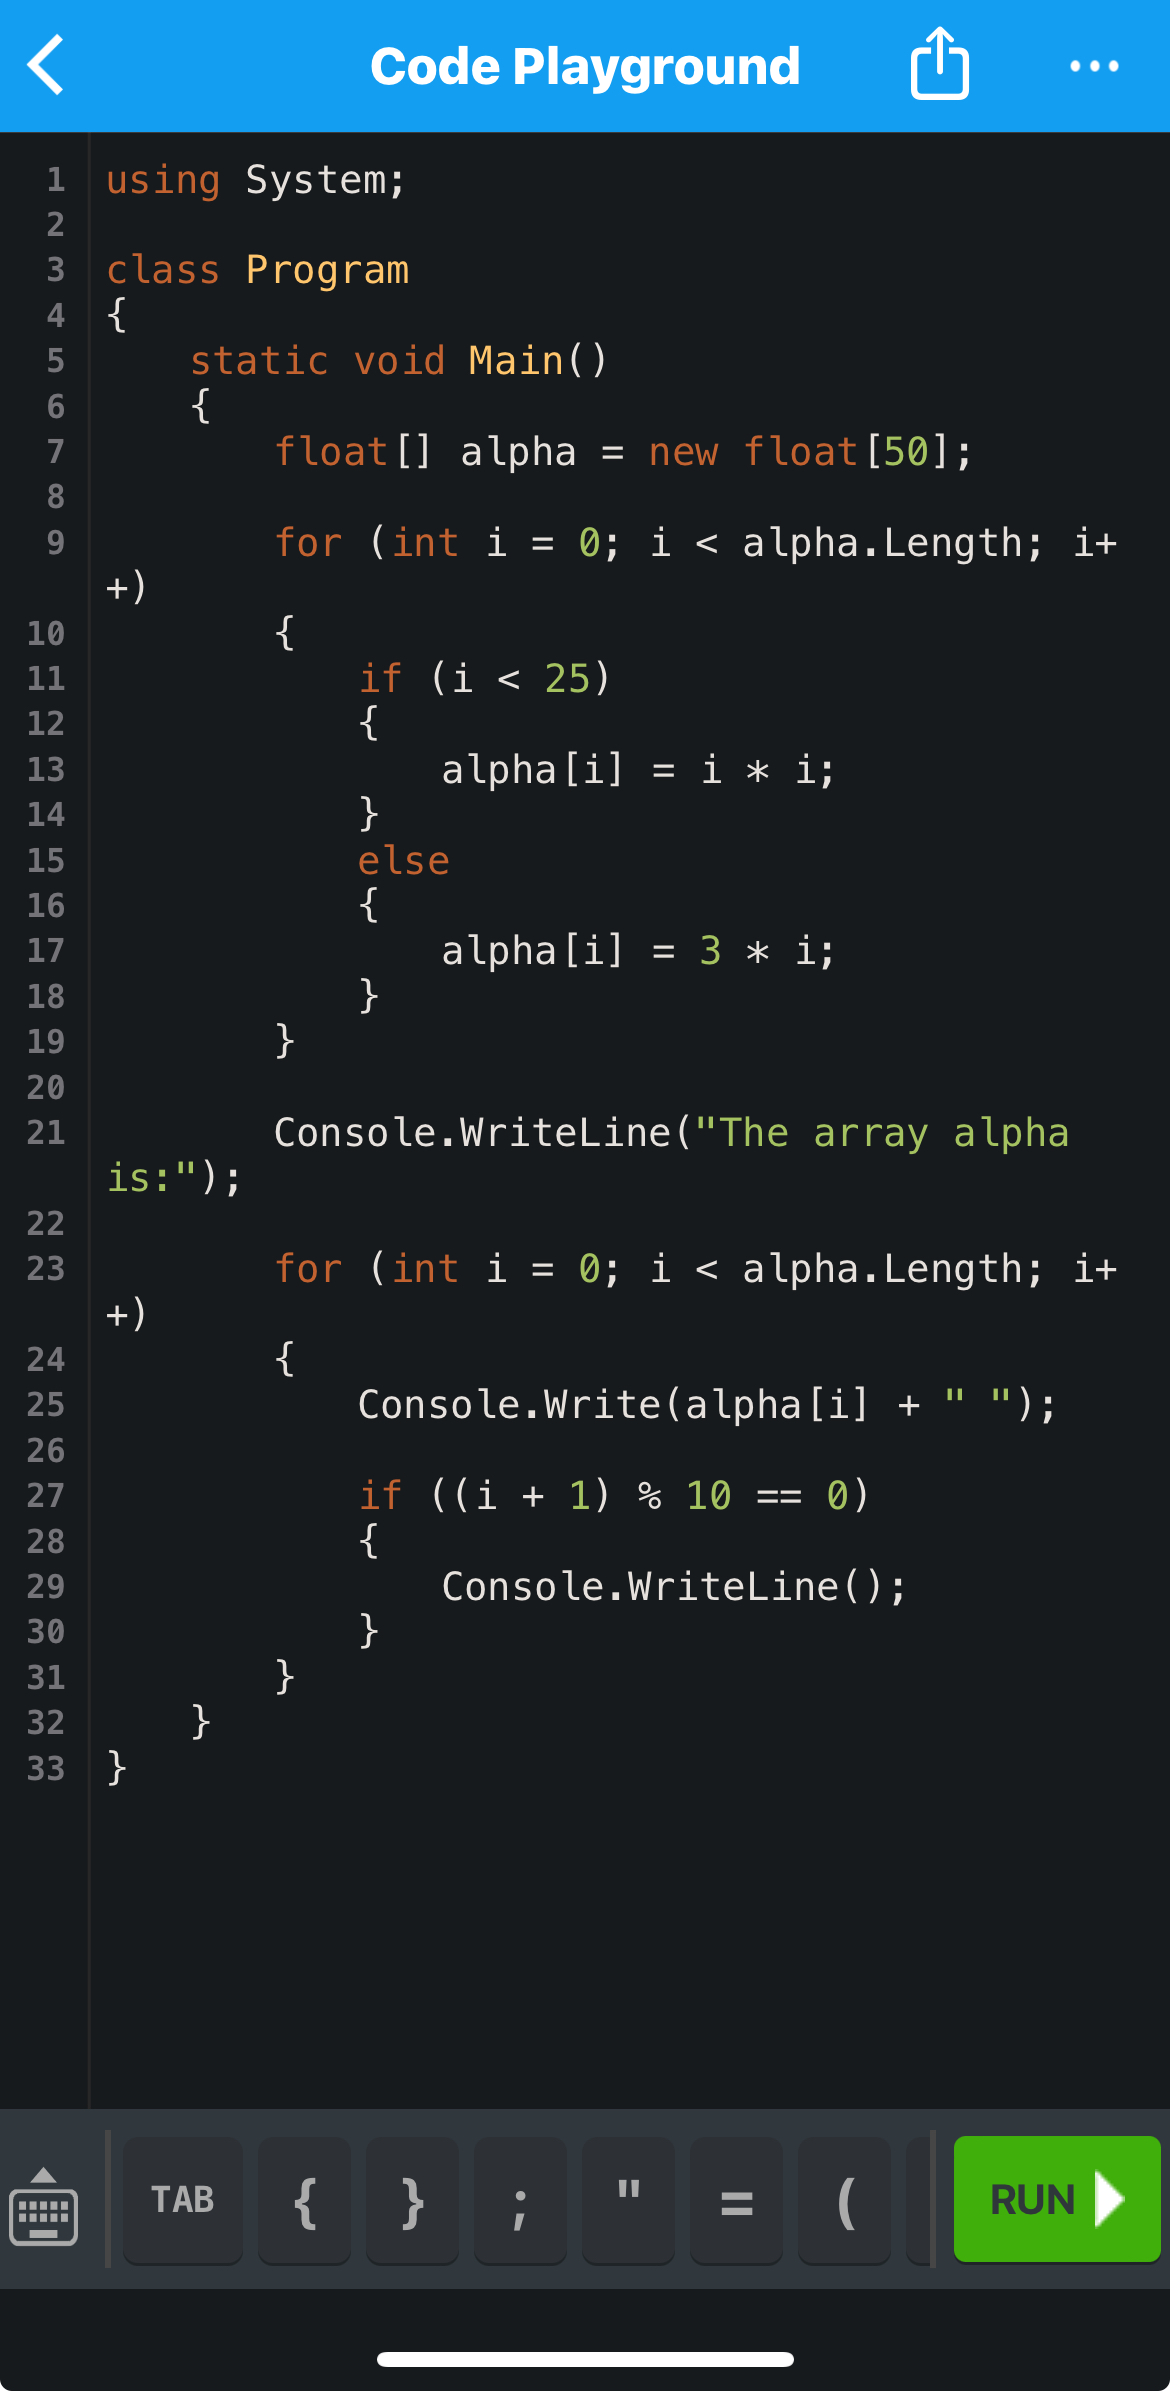 Code Playground
1 using System;
2
3 class Program
4 {
5     static void Main()
6     {
7         float[] alpha = new float[50];
8
9         for (int i = 0; i < alpha.Length; i+
+)
10         {
11             if (i < 25)
12             {
13                 alpha[i] = i * i;
14             }
15             else
16             {
17                 alpha[i] = 3 * i;
18             }
19         }
20
21         Console.WriteLine("The array alpha
is:");
22
23         for (int i = 0; i < alpha.Length; i+
+)
24         {
25             Console.Write(alpha[i] + " ");
26
27             if ((i + 1) % 10 == 0)
28             {
29                 Console.WriteLine();
30             }
31         }
32     }
33 }
TAB { } ; " = ( RUN